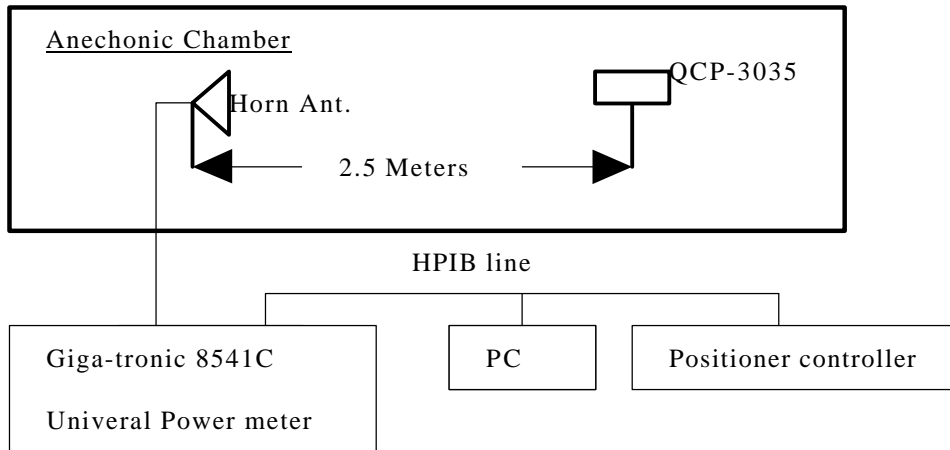 Anechonic Chamber
QCP-3035
Horn Ant.
2.5 Meters
HPIB line
Giga-tronic 8541C
Univeral Power meter
PC
Positioner controller